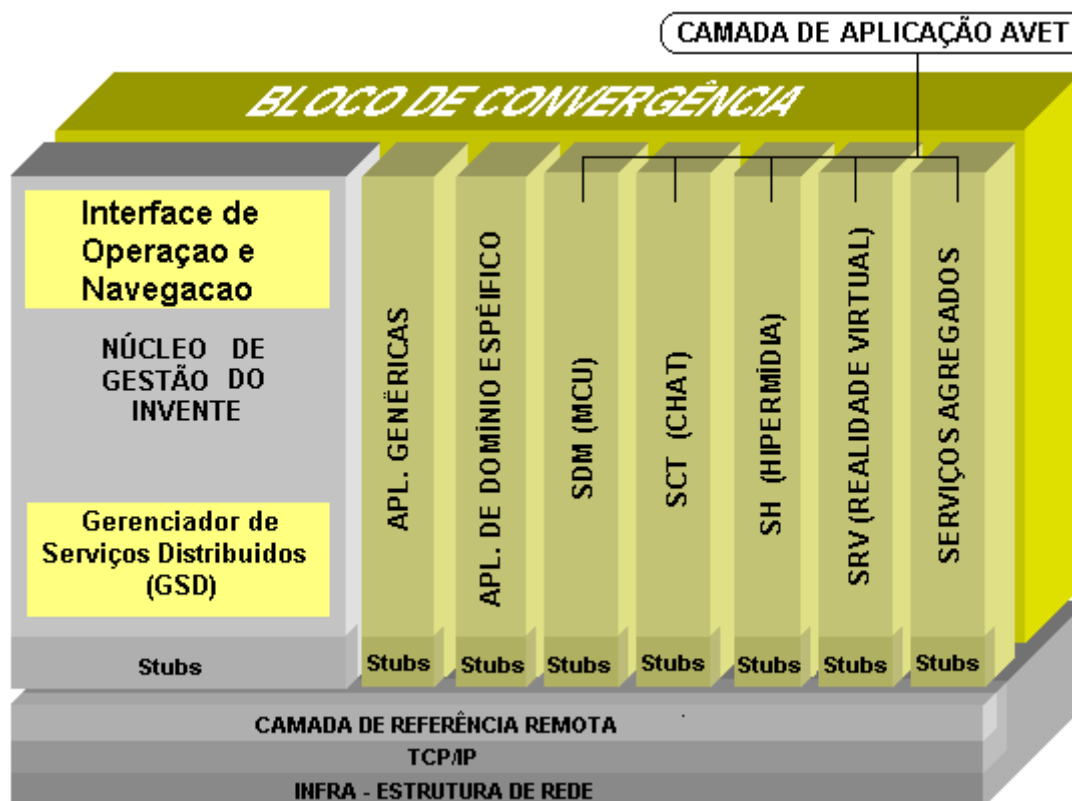 CAMADA DE APLICAÇÃO AVET
BLOCO DE CONVERGÊNCIA
Interface de
Operaçao e
Navegacao
NÚCLEO DE
GESTÃO DO
INVENTE
Gerenciador de
Serviços Distribuidos
(GSD)
Stubs
APL. GENËRICAS
Stubs
APL. DE DOMÍNIO ESPÉIFICO
Stubs
SDM (MCU)
Stubs
SCT (CHAT)
Stubs
SH (HIPERMÍDIA)
Stubs
SRV (REALIDADE VIRTUAL)
Stubs
SERVIÇOS AGREGADOS
Stubs
CAMADA DE REFERÊNCIA REMOTA
TCP/IP
INFRA - ESTRUTURA DE REDE